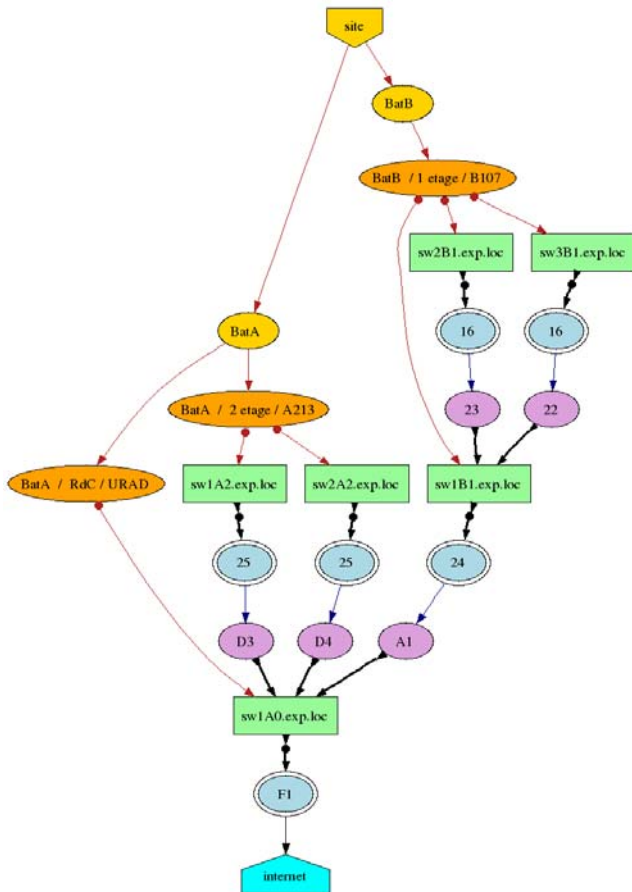 site
BatB
BatB / 1 etage / B107
sw2B1.exp.loc
sw3B1.exp.loc
16
16
BatA
23
22
BatA / 2 etage / A213
BatA / RdC / URAD
sw1A2.exp.loc
sw2A2.exp.loc
sw1B1.exp.loc
25
25
24
D3
D4
A1
sw1A0.exp.loc
F1
internet